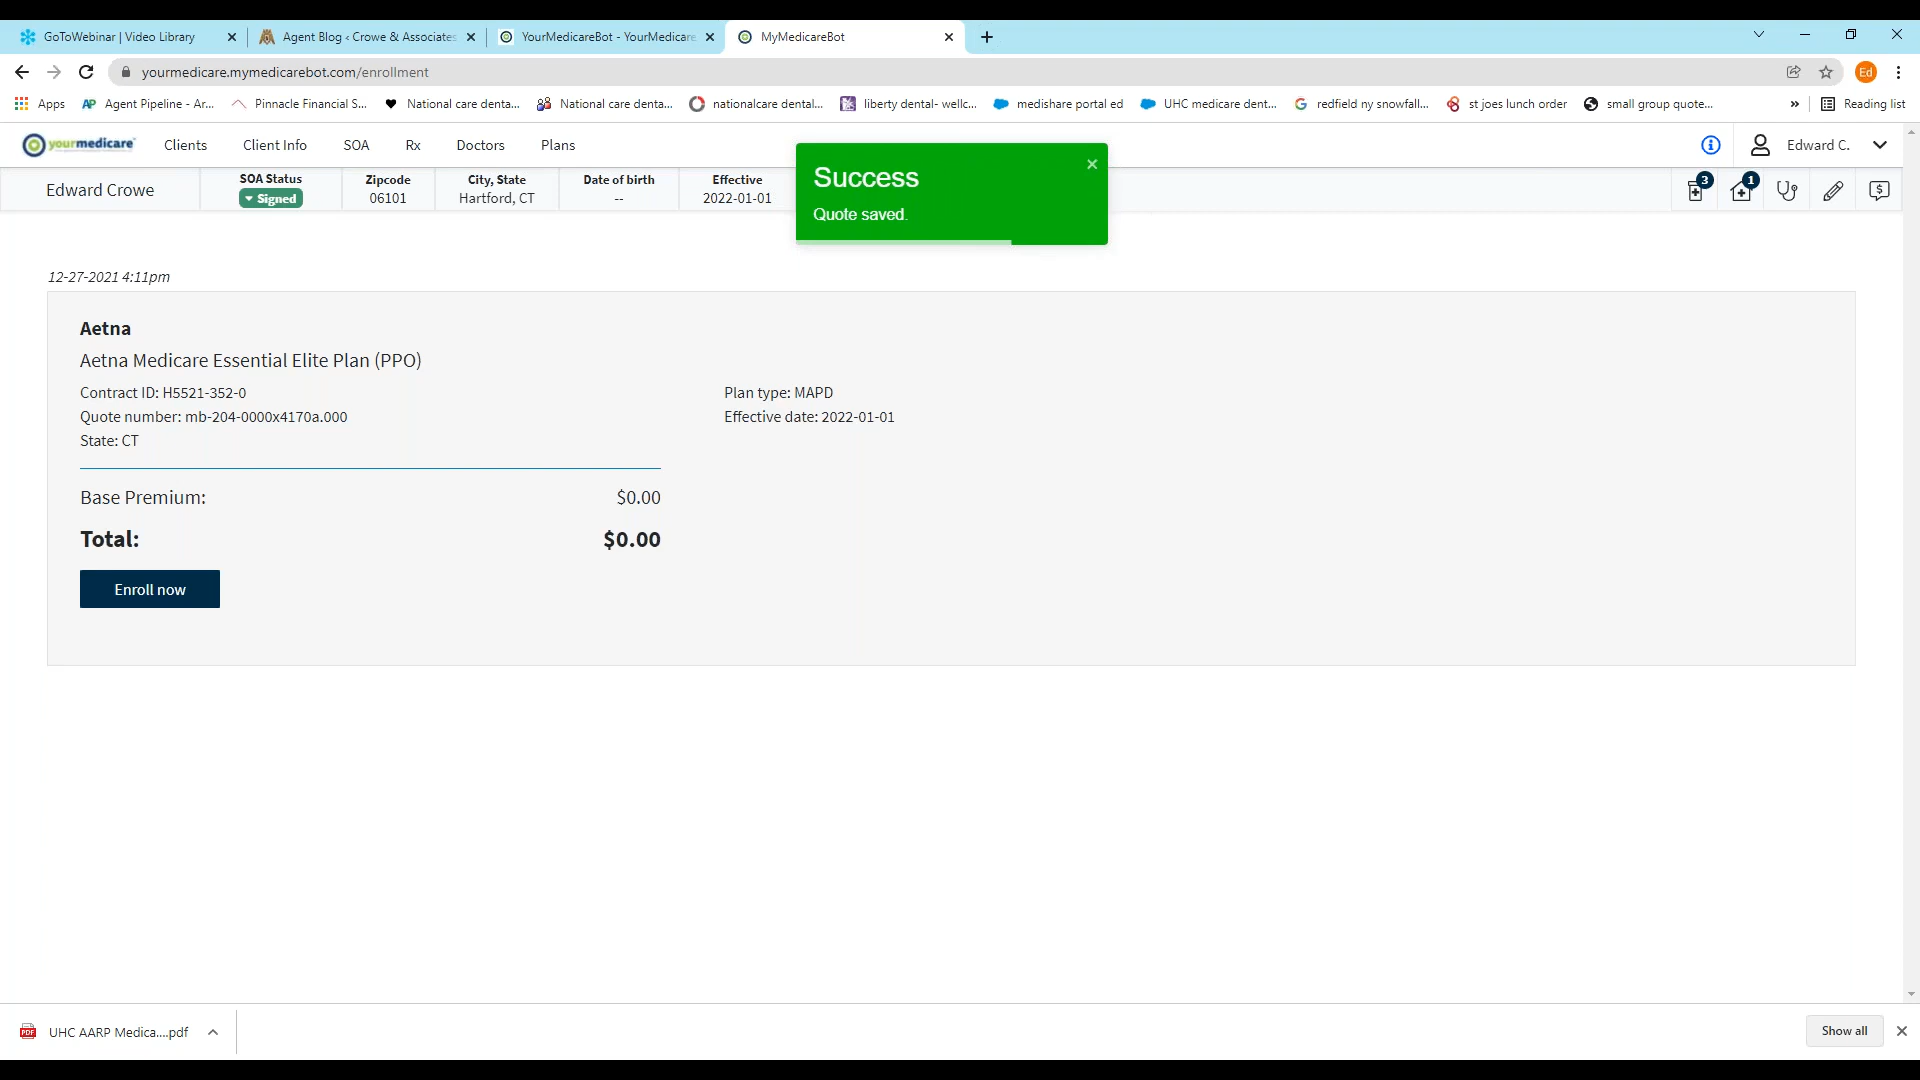 GoToWebinar | Video Library
Agent Blog ‹ Crowe & Associates
YourMedicareBot - YourMedicare
MyMedicareBot
yourmedicare.mymedicarebot.com/enrollment
Ed
Apps
AP Agent Pipeline - Ar...
Pinnacle Financial S...
National care denta...
National care denta...
nationalcare dental...
liberty dental- wellc...
medishare portal ed
UHC medicare dent...
redfield ny snowfall...
st joes lunch order
small group quote...
Reading list
yourmedicare
Clients
Client Info
SOA
Rx
Doctors
Plans
Edward C.
Edward Crowe
SOA Status
Signed
Zipcode
06101
City, State
Hartford, CT
Date of birth
--
Effective
2022-01-01
Success
Quote saved.
3
1
12-27-2021 4:11pm
Aetna
Aetna Medicare Essential Elite Plan (PPO)
Contract ID: H5521-352-0
Quote number: mb-204-0000x4170a.000
State: CT
Plan type: MAPD
Effective date: 2022-01-01
Base Premium: $0.00
Total: $0.00
Enroll now
PDF
UHC AARP Medica....pdf
Show all